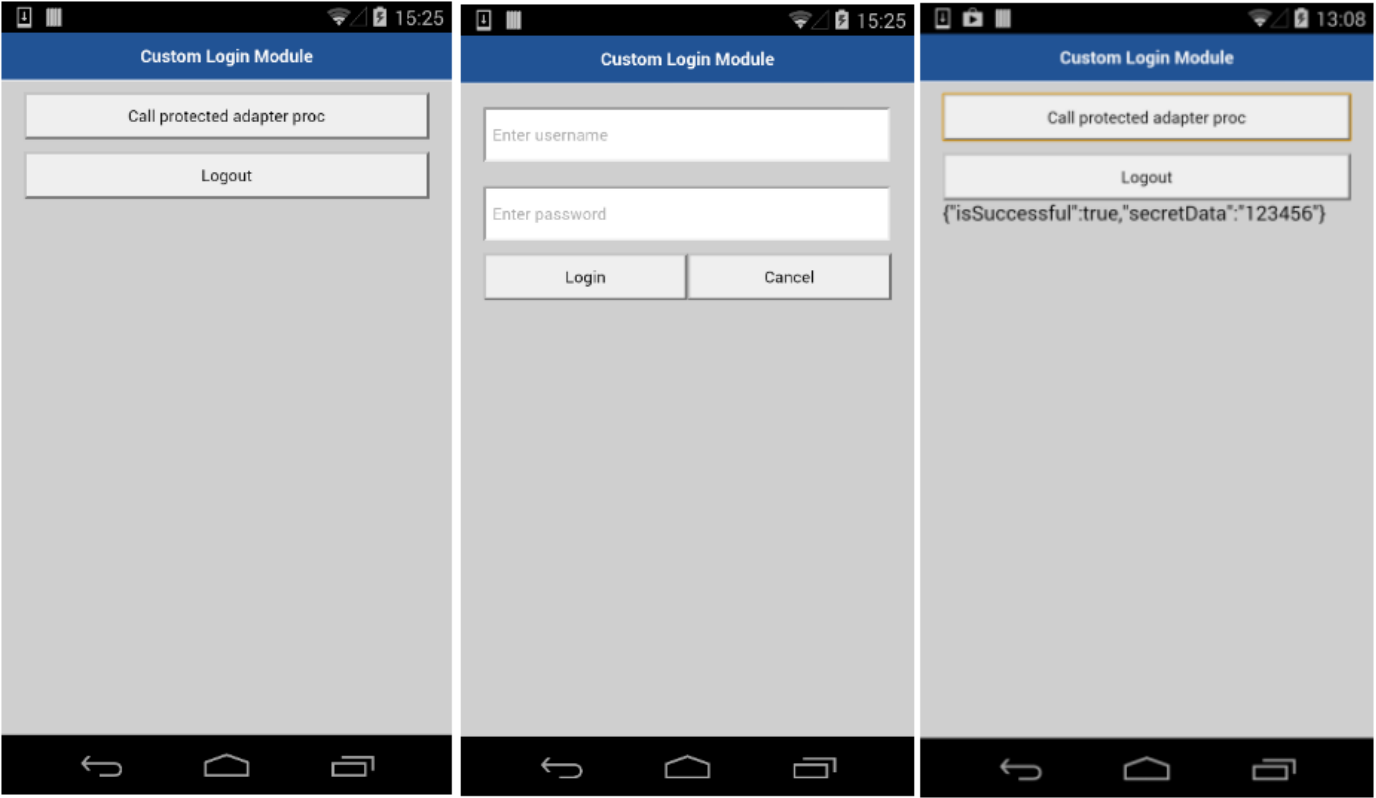 15:25
Custom Login Module
Call protected adapter proc
Logout
15:25
Custom Login Module
Enter username
Enter password
Login Cancel
13:08
Custom Login Module
Call protected adapter proc
Logout
{"isSuccessful":true,"secretData":"123456"}